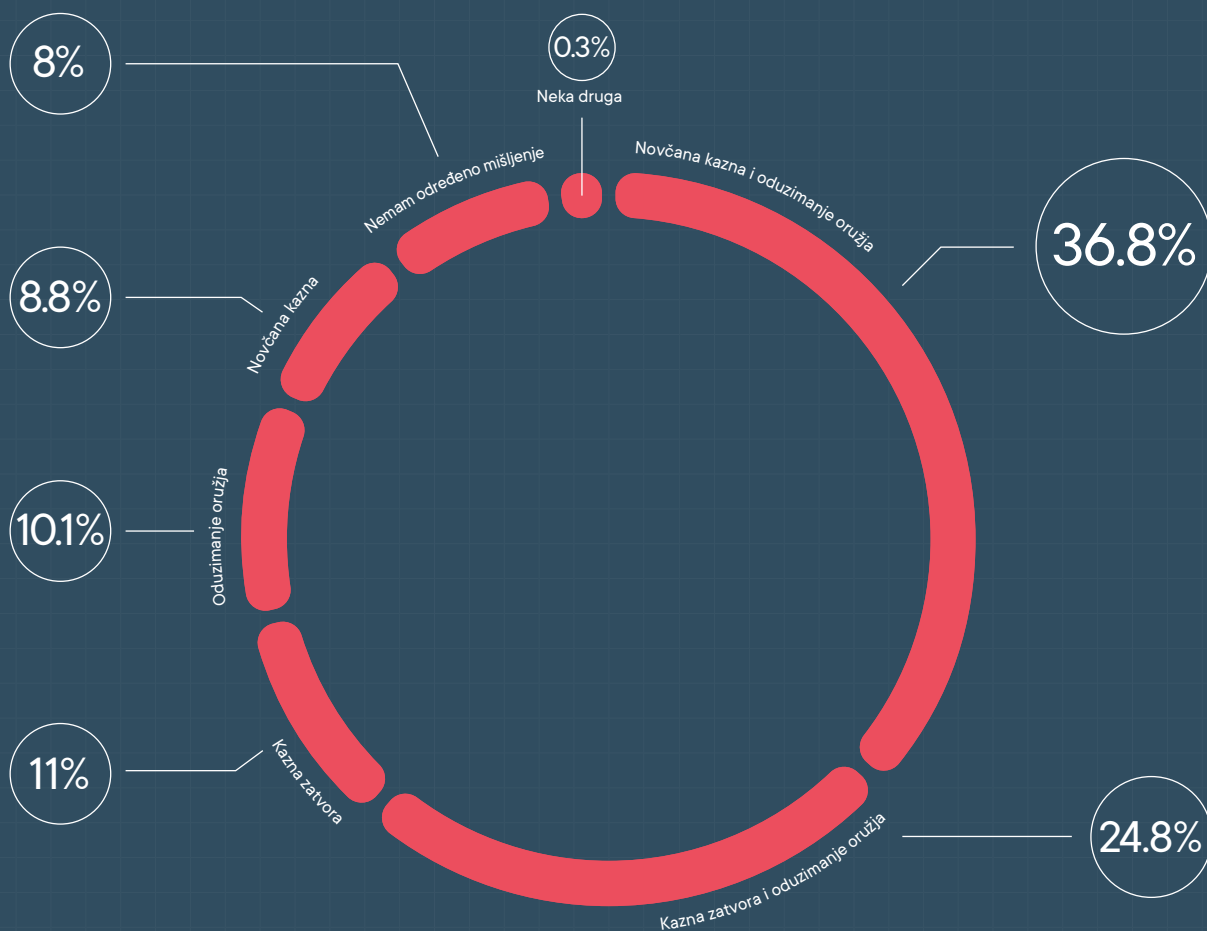 8%
Nemam određeno mišljenje
0.3%
Neka druga
Novčana kazna i oduzimanje oružja
36.8%
8.8%
Novčana kazna
10.1%
Oduzimanje oružja
11%
Kazna zatvora
Kazna zatvora i oduzimanje oružja
24.8%